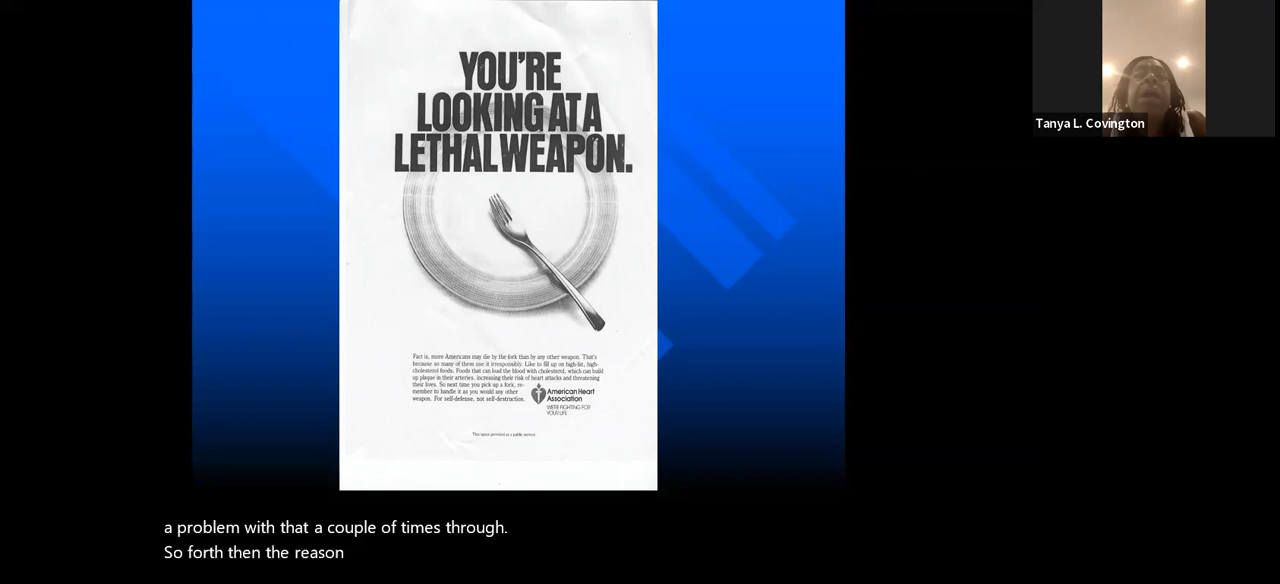 YOU'RE
LOOKING AT A
LETHAL WEAPON.
Fact is, more Americans may die by the fork than by any other weapon. That's
because so many of them use it irresponsibly. Like to fill up on high-fat, high-
cholesterol foods. Foods that can load the blood with cholesterol, which can build
up plaque in their arteries, increasing their risk of heart attacks and threatening
their lives. So next time you pick up a fork, re-
member to handle it as you would any other
weapon. For self-defense, not self-destruction.
American Heart
Association
WE'RE FIGHTING FOR
YOUR LIFE
This space provided as a public service.
Tanya L. Covington
a problem with that a couple of times through.
So forth then the reason